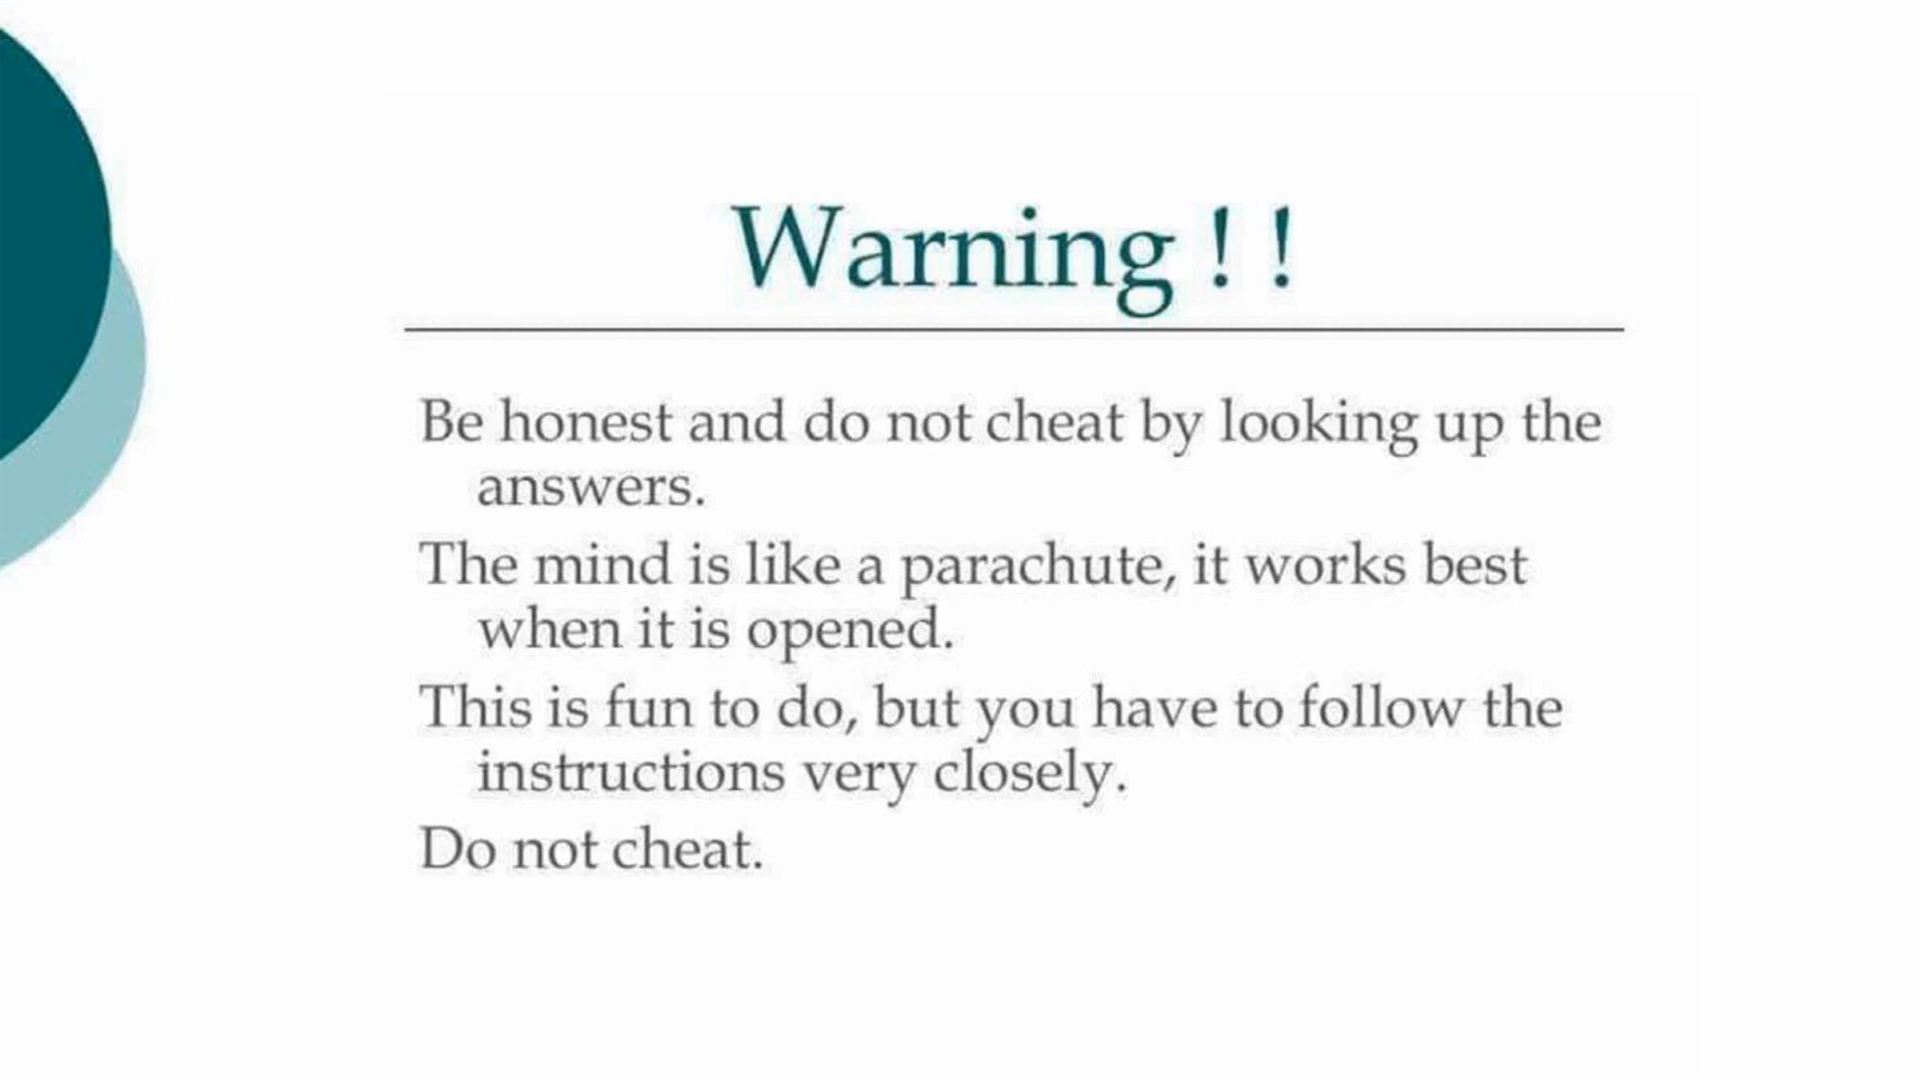 Warning ! !
Be honest and do not cheat by looking up the
answers.
The mind is like a parachute, it works best
when it is opened.
This is fun to do, but you have to follow the
instructions very closely.
Do not cheat.